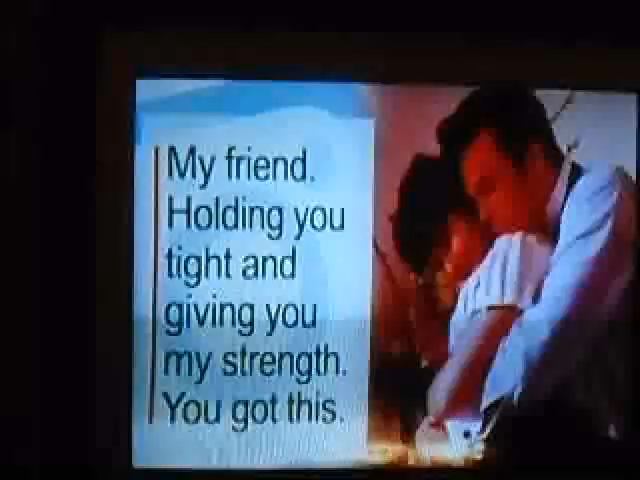 My friend.
Holding you
tight and
giving you
my strength.
You got this.